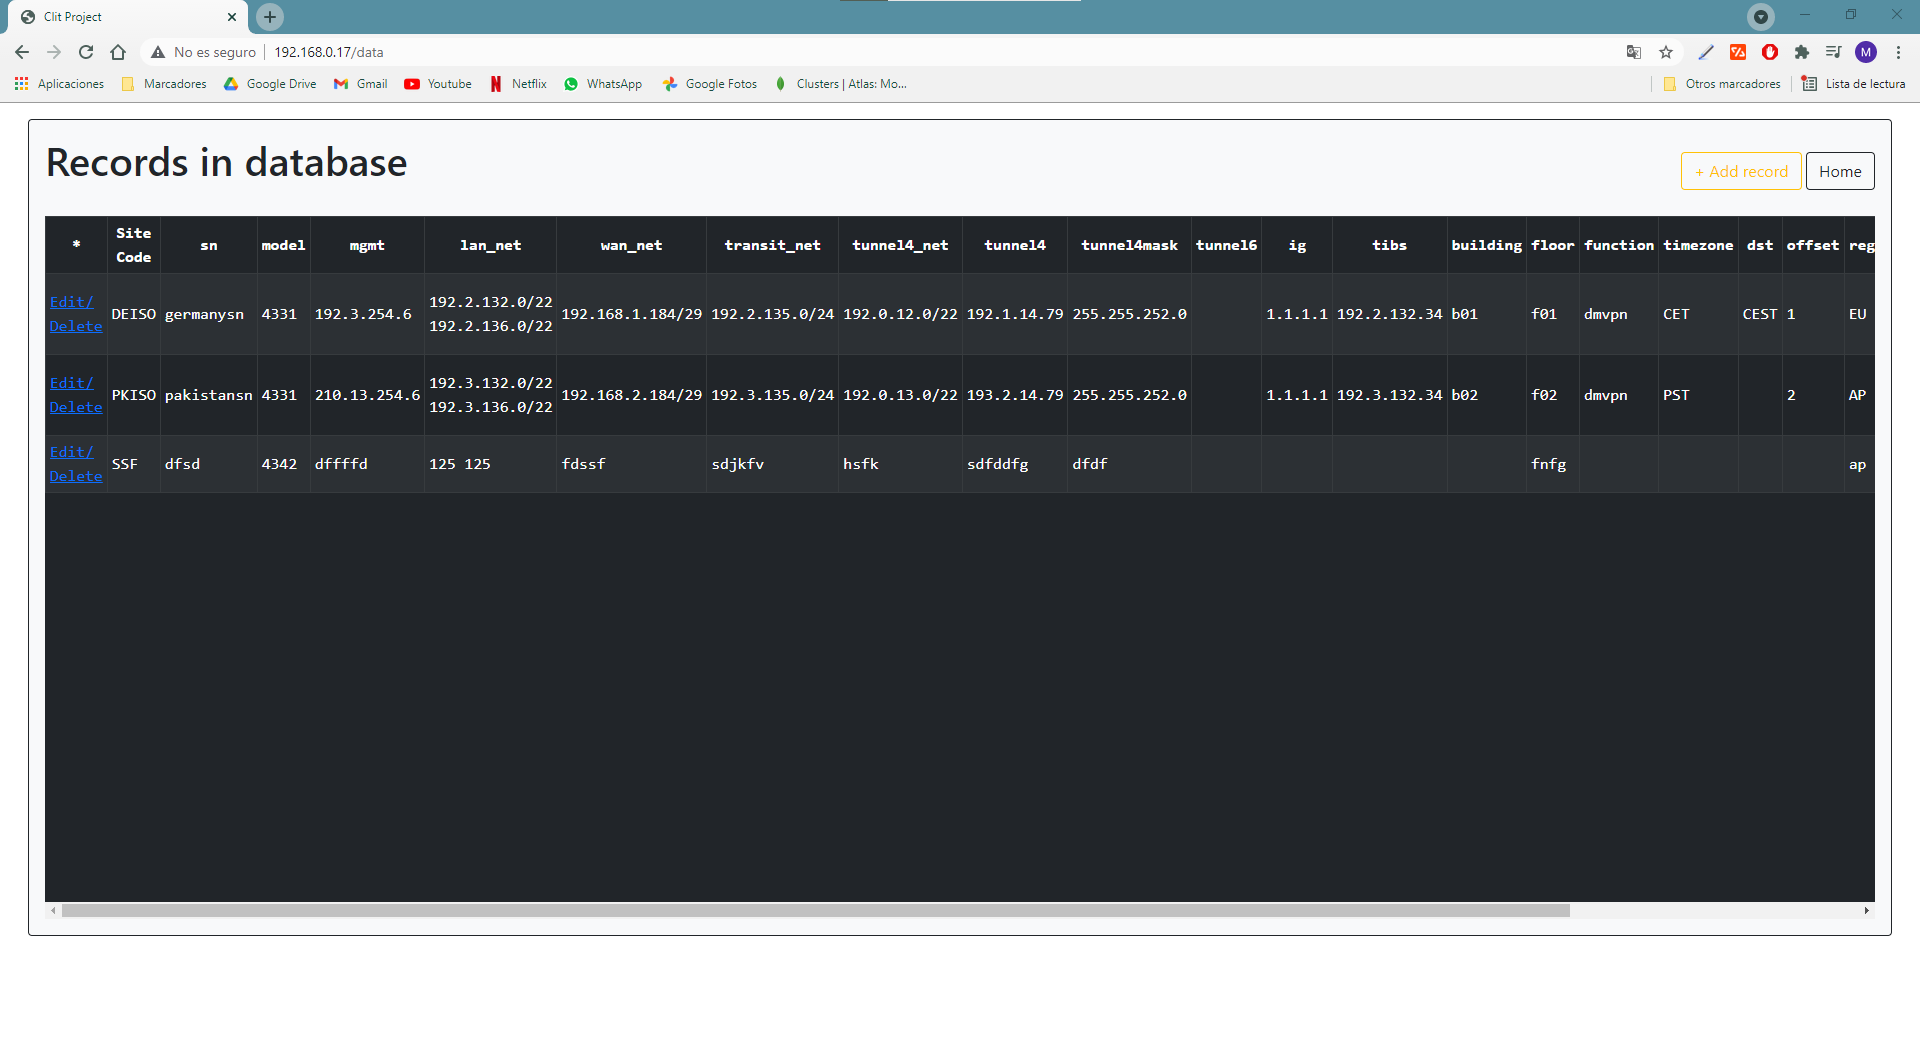 Clit Project
No es seguro 192.168.0.17/data
M
Aplicaciones Marcadores Google Drive Gmail Youtube Netflix WhatsApp Google Fotos Clusters | Atlas: Mo... Otros marcadores Lista de lectura
Records in database
+ Add record Home
* Site Code sn model mgmt lan_net wan_net transit_net tunnel4_net tunnel4 tunnel4mask tunnel6 ig tibs building floor function timezone dst offset reg
Edit/ Delete DEISO germanysn 4331 192.3.254.6 192.2.132.0/22 192.2.136.0/22 192.168.1.184/29 192.2.135.0/24 192.0.12.0/22 192.1.14.79 255.255.252.0 1.1.1.1 192.2.132.34 b01 f01 dmvpn CET CEST 1 EU
Edit/ Delete PKISO pakistansn 4331 210.13.254.6 192.3.132.0/22 192.3.136.0/22 192.168.2.184/29 192.3.135.0/24 192.0.13.0/22 193.2.14.79 255.255.252.0 1.1.1.1 192.3.132.34 b02 f02 dmvpn PST 2 AP
Edit/ Delete SSF dfsd 4342 dffffd 125 125 fdssf sdjkfv hsfk sdfddfg dfdf fnfg ap